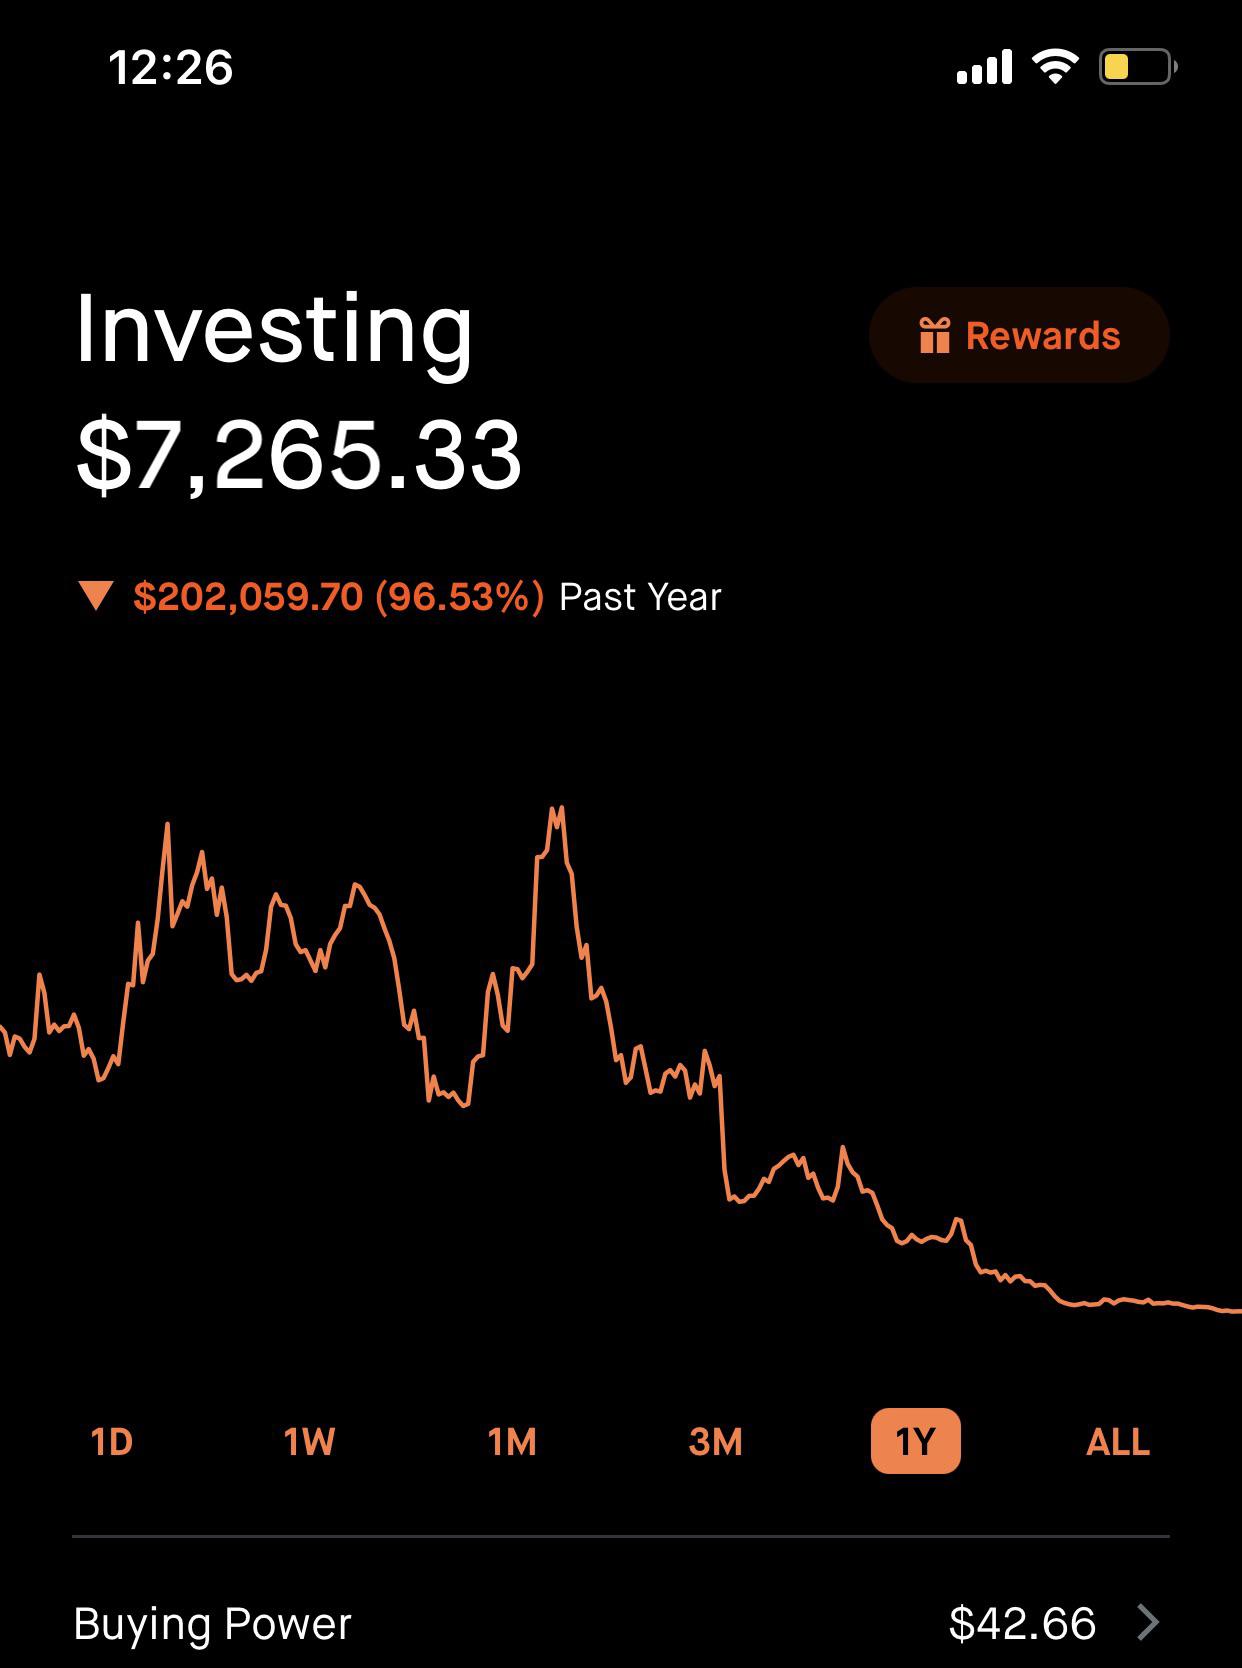 12:26
Investing
Rewards
$7,265.33
▼ $202,059.70 (96.53%) Past Year
1D 1W 1M 3M 1Y ALL
Buying Power $42.66